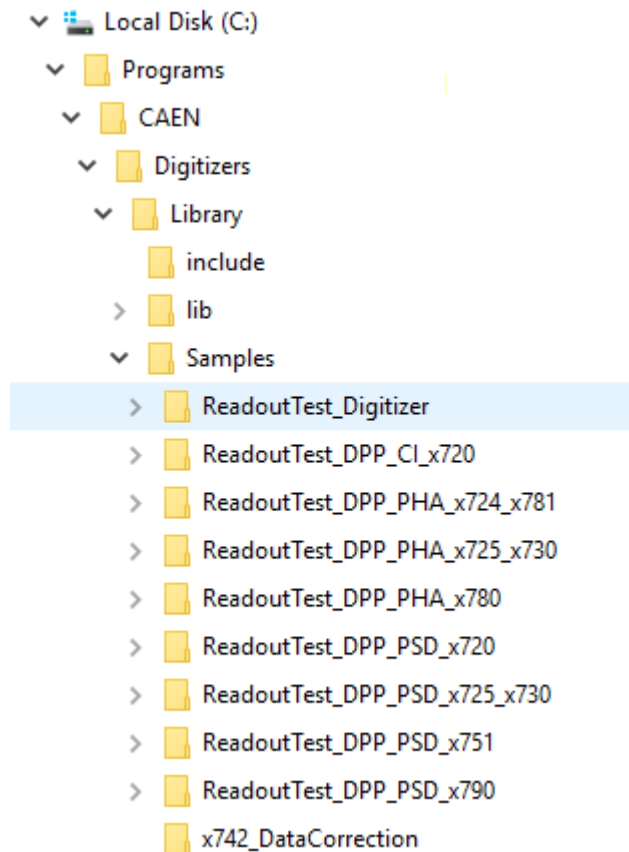 Local Disk (C:)
Programs
CAEN
Digitizers
Library
include
lib
Samples
ReadoutTest_Digitizer
ReadoutTest_DPP_CI_x720
ReadoutTest_DPP_PHA_x724_x781
ReadoutTest_DPP_PHA_x725_x730
ReadoutTest_DPP_PHA_x780
ReadoutTest_DPP_PSD_x720
ReadoutTest_DPP_PSD_x725_x730
ReadoutTest_DPP_PSD_x751
ReadoutTest_DPP_PSD_x790
x742_DataCorrection